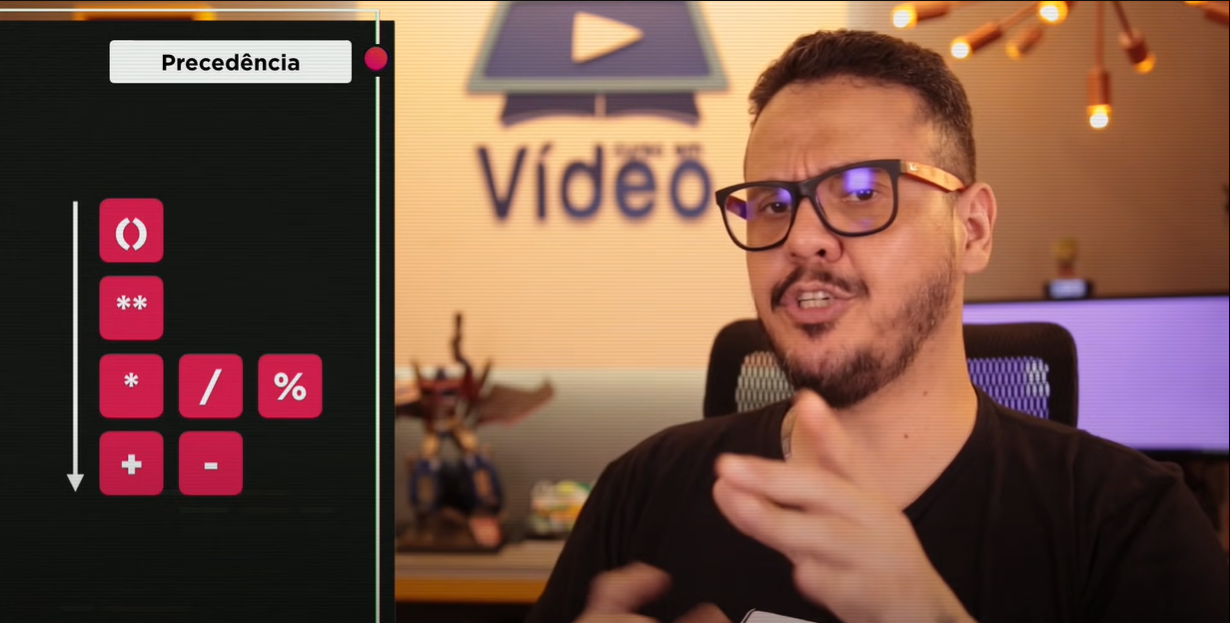 Precedência
CURSO EM
Vídeo
()
**
* / %
+ -